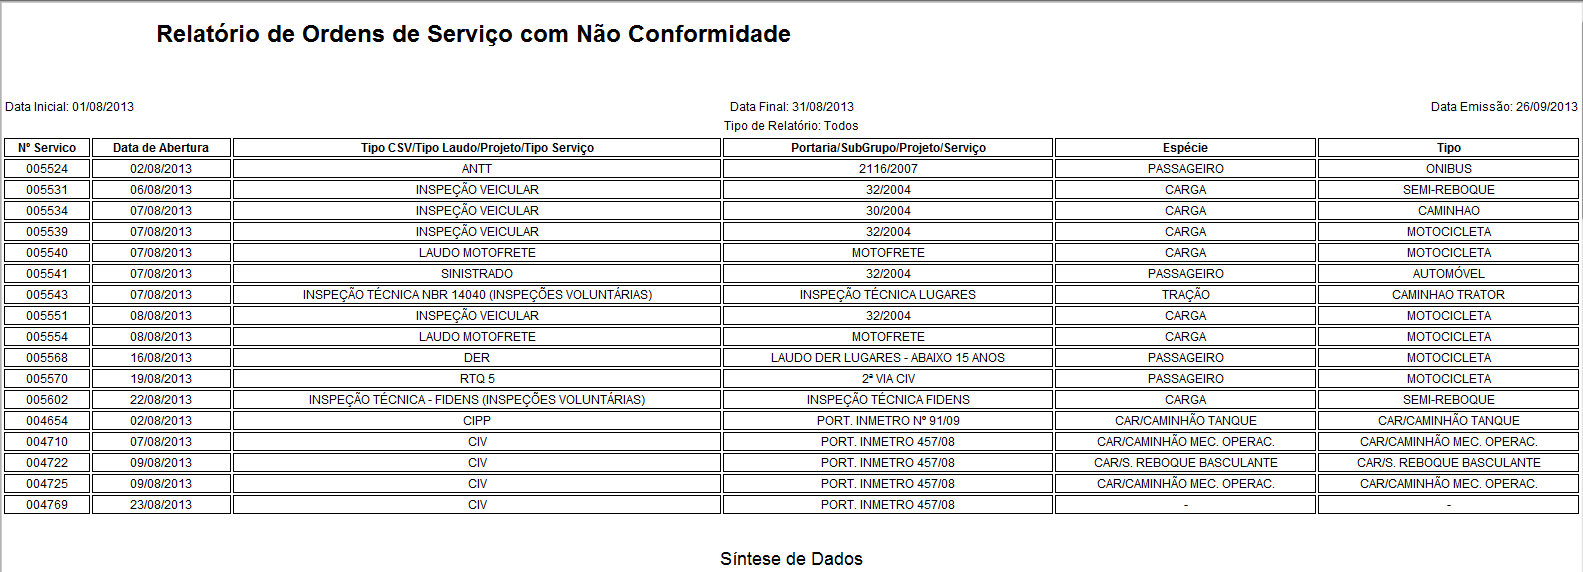 Relatório de Ordens de Serviço com Não Conformidade
Data Inicial: 01/08/2013 Data Final: 31/08/2013 Data Emissão: 26/09/2013
Tipo de Relatório: Todos
Nº Servico Data de Abertura Tipo CSV/Tipo Laudo/Projeto/Tipo Serviço Portaria/SubGrupo/Projeto/Serviço Espécie Tipo
005524 02/08/2013 ANTT 2116/2007 PASSAGEIRO ONIBUS
005531 06/08/2013 INSPEÇÃO VEICULAR 32/2004 CARGA SEMI-REBOQUE
005534 07/08/2013 INSPEÇÃO VEICULAR 30/2004 CARGA CAMINHAO
005539 07/08/2013 INSPEÇÃO VEICULAR 32/2004 CARGA MOTOCICLETA
005540 07/08/2013 LAUDO MOTOFRETE MOTOFRETE CARGA MOTOCICLETA
005541 07/08/2013 SINISTRADO 32/2004 PASSAGEIRO AUTOMÓVEL
005543 07/08/2013 INSPEÇÃO TÉCNICA NBR 14040 (INSPEÇÕES VOLUNTÁRIAS) INSPEÇÃO TÉCNICA LUGARES TRAÇÃO CAMINHAO TRATOR
005551 08/08/2013 INSPEÇÃO VEICULAR 32/2004 CARGA MOTOCICLETA
005554 08/08/2013 LAUDO MOTOFRETE MOTOFRETE CARGA MOTOCICLETA
005568 16/08/2013 DER LAUDO DER LUGARES - ABAIXO 15 ANOS PASSAGEIRO MOTOCICLETA
005570 19/08/2013 RTQ 5 2ª VIA CIV PASSAGEIRO MOTOCICLETA
005602 22/08/2013 INSPEÇÃO TÉCNICA - FIDENS (INSPEÇÕES VOLUNTÁRIAS) INSPEÇÃO TÉCNICA FIDENS CARGA SEMI-REBOQUE
004654 02/08/2013 CIPP PORT. INMETRO Nº 91/09 CAR/CAMINHÃO TANQUE CAR/CAMINHÃO TANQUE
004710 07/08/2013 CIV PORT. INMETRO 457/08 CAR/CAMINHÃO MEC. OPERAC. CAR/CAMINHÃO MEC. OPERAC.
004722 09/08/2013 CIV PORT. INMETRO 457/08 CAR/S. REBOQUE BASCULANTE CAR/S. REBOQUE BASCULANTE
004725 09/08/2013 CIV PORT. INMETRO 457/08 CAR/CAMINHÃO MEC. OPERAC. CAR/CAMINHÃO MEC. OPERAC.
004769 23/08/2013 CIV PORT. INMETRO 457/08 - -
Síntese de Dados